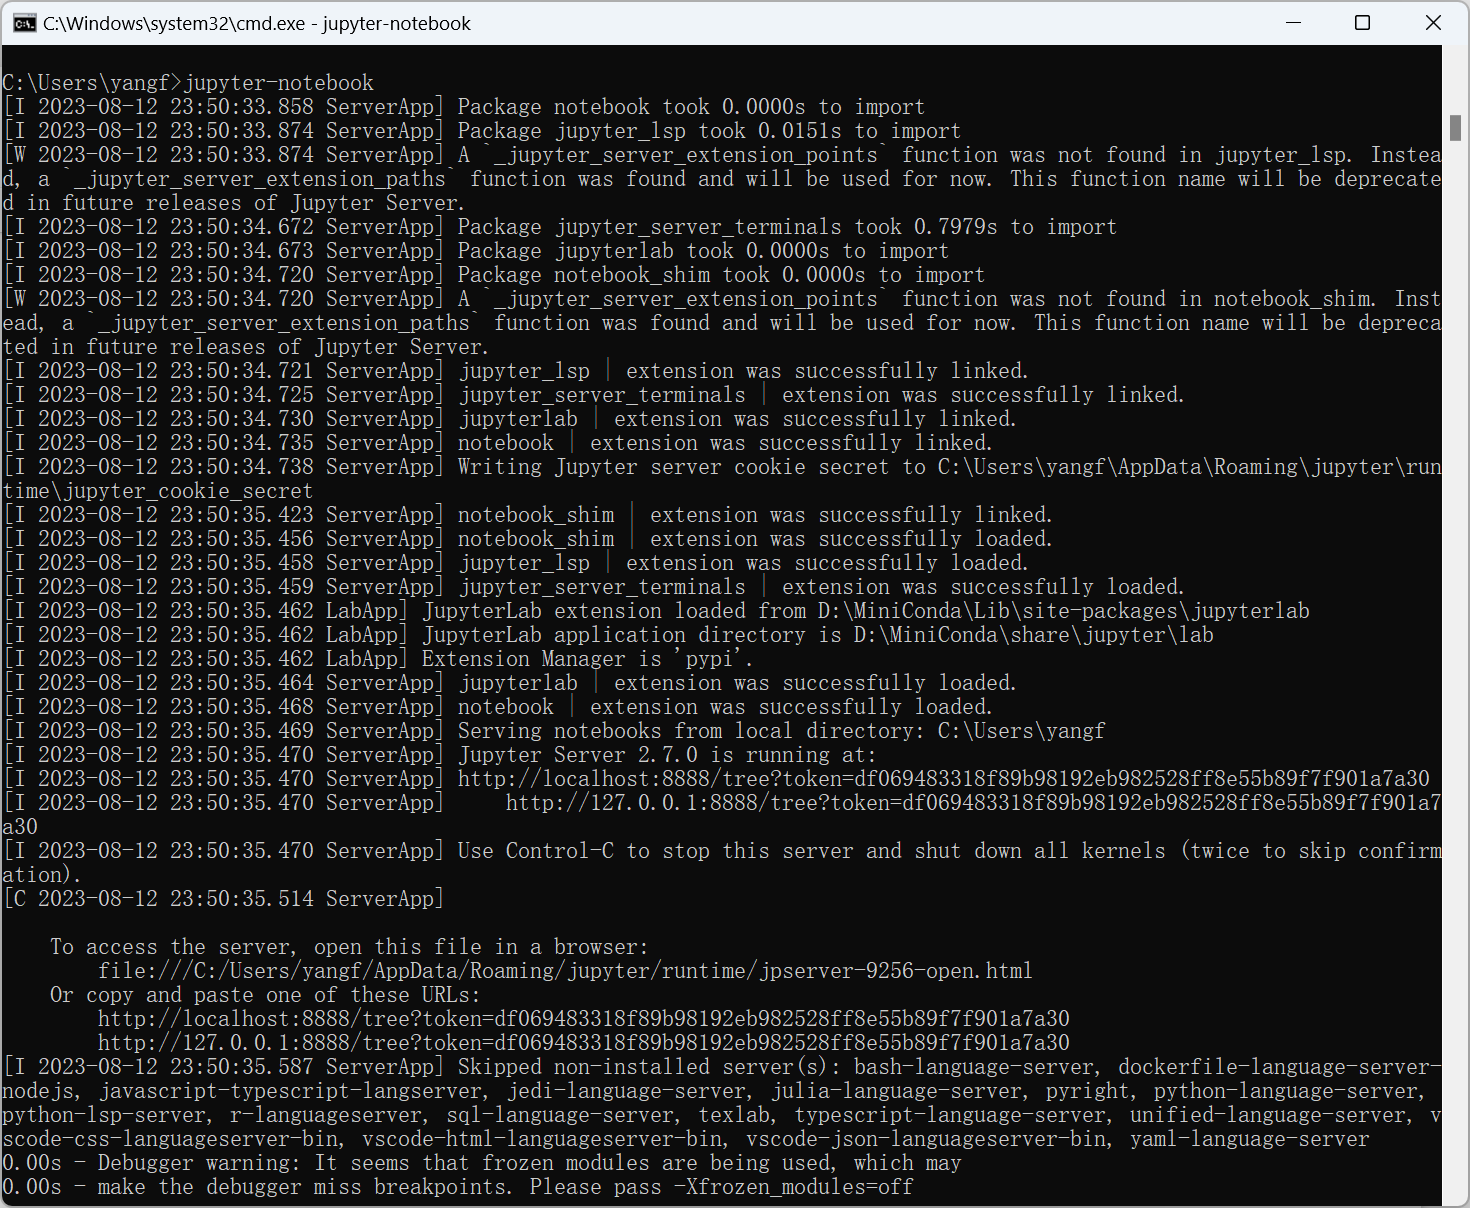 C:\Windows\system32\cmd.exe - jupyter-notebook
C:\Users\yangf>jupyter-notebook
[I 2023-08-12 23:50:33.858 ServerApp] Package notebook took 0.0000s to import
[I 2023-08-12 23:50:33.874 ServerApp] Package jupyter_lsp took 0.0151s to import
[W 2023-08-12 23:50:33.874 ServerApp] A `_jupyter_server_extension_points` function was not found in jupyter_lsp. Instea
d, a `_jupyter_server_extension_paths` function was found and will be used for now. This function name will be deprecate
d in future releases of Jupyter Server.
[I 2023-08-12 23:50:34.672 ServerApp] Package jupyter_server_terminals took 0.7979s to import
[I 2023-08-12 23:50:34.673 ServerApp] Package jupyterlab took 0.0000s to import
[I 2023-08-12 23:50:34.720 ServerApp] Package notebook_shim took 0.0000s to import
[W 2023-08-12 23:50:34.720 ServerApp] A `_jupyter_server_extension_points` function was not found in notebook_shim. Inst
ead, a `_jupyter_server_extension_paths` function was found and will be used for now. This function name will be depreca
ted in future releases of Jupyter Server.
[I 2023-08-12 23:50:34.721 ServerApp] jupyter_lsp | extension was successfully linked.
[I 2023-08-12 23:50:34.725 ServerApp] jupyter_server_terminals | extension was successfully linked.
[I 2023-08-12 23:50:34.730 ServerApp] jupyterlab | extension was successfully linked.
[I 2023-08-12 23:50:34.735 ServerApp] notebook | extension was successfully linked.
[I 2023-08-12 23:50:34.738 ServerApp] Writing Jupyter server cookie secret to C:\Users\yangf\AppData\Roaming\jupyter\run
time\jupyter_cookie_secret
[I 2023-08-12 23:50:35.423 ServerApp] notebook_shim | extension was successfully linked.
[I 2023-08-12 23:50:35.456 ServerApp] notebook_shim | extension was successfully loaded.
[I 2023-08-12 23:50:35.458 ServerApp] jupyter_lsp | extension was successfully loaded.
[I 2023-08-12 23:50:35.459 ServerApp] jupyter_server_terminals | extension was successfully loaded.
[I 2023-08-12 23:50:35.462 LabApp] JupyterLab extension loaded from D:\MiniConda\Lib\site-packages\jupyterlab
[I 2023-08-12 23:50:35.462 LabApp] JupyterLab application directory is D:\MiniConda\share\jupyter\lab
[I 2023-08-12 23:50:35.462 LabApp] Extension Manager is 'pypi'.
[I 2023-08-12 23:50:35.464 ServerApp] jupyterlab | extension was successfully loaded.
[I 2023-08-12 23:50:35.468 ServerApp] notebook | extension was successfully loaded.
[I 2023-08-12 23:50:35.469 ServerApp] Serving notebooks from local directory: C:\Users\yangf
[I 2023-08-12 23:50:35.470 ServerApp] Jupyter Server 2.7.0 is running at:
[I 2023-08-12 23:50:35.470 ServerApp] http://localhost:8888/tree?token=df069483318f89b98192eb982528ff8e55b89f7f901a7a30
[I 2023-08-12 23:50:35.470 ServerApp]     http://127.0.0.1:8888/tree?token=df069483318f89b98192eb982528ff8e55b89f7f901a7
a30
[I 2023-08-12 23:50:35.470 ServerApp] Use Control-C to stop this server and shut down all kernels (twice to skip confirm
ation).
[C 2023-08-12 23:50:35.514 ServerApp]
    To access the server, open this file in a browser:
        file:///C:/Users/yangf/AppData/Roaming/jupyter/runtime/jpserver-9256-open.html
    Or copy and paste one of these URLs:
        http://localhost:8888/tree?token=df069483318f89b98192eb982528ff8e55b89f7f901a7a30
        http://127.0.0.1:8888/tree?token=df069483318f89b98192eb982528ff8e55b89f7f901a7a30
[I 2023-08-12 23:50:35.587 ServerApp] Skipped non-installed server(s): bash-language-server, dockerfile-language-server-
nodejs, javascript-typescript-langserver, jedi-language-server, julia-language-server, pyright, python-language-server,
python-lsp-server, r-languageserver, sql-language-server, texlab, typescript-language-server, unified-language-server, v
scode-css-languageserver-bin, vscode-html-languageserver-bin, vscode-json-languageserver-bin, yaml-language-server
0.00s - Debugger warning: It seems that frozen modules are being used, which may
0.00s - make the debugger miss breakpoints. Please pass -Xfrozen_modules=off